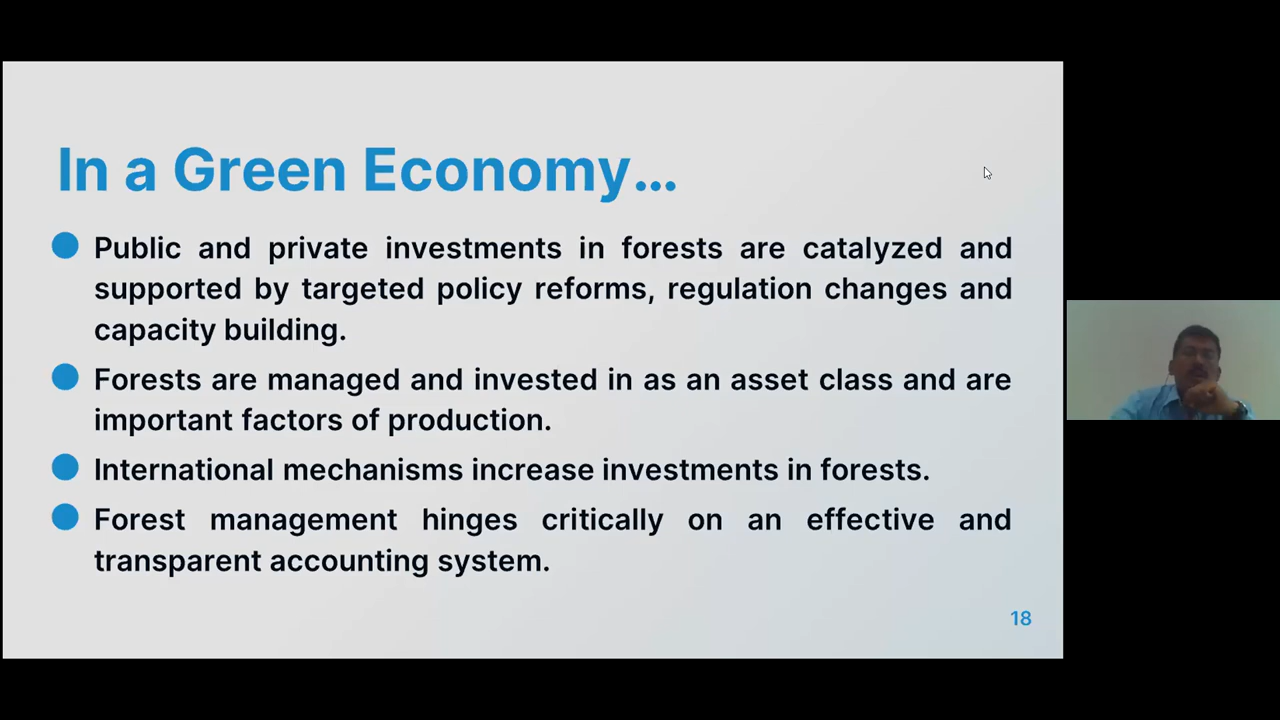 In a Green Economy...
Public and private investments in forests are catalyzed and
supported by targeted policy reforms, regulation changes and
capacity building.
Forests are managed and invested in as an asset class and are
important factors of production.
International mechanisms increase investments in forests.
Forest management hinges critically on an effective and
transparent accounting system.
18